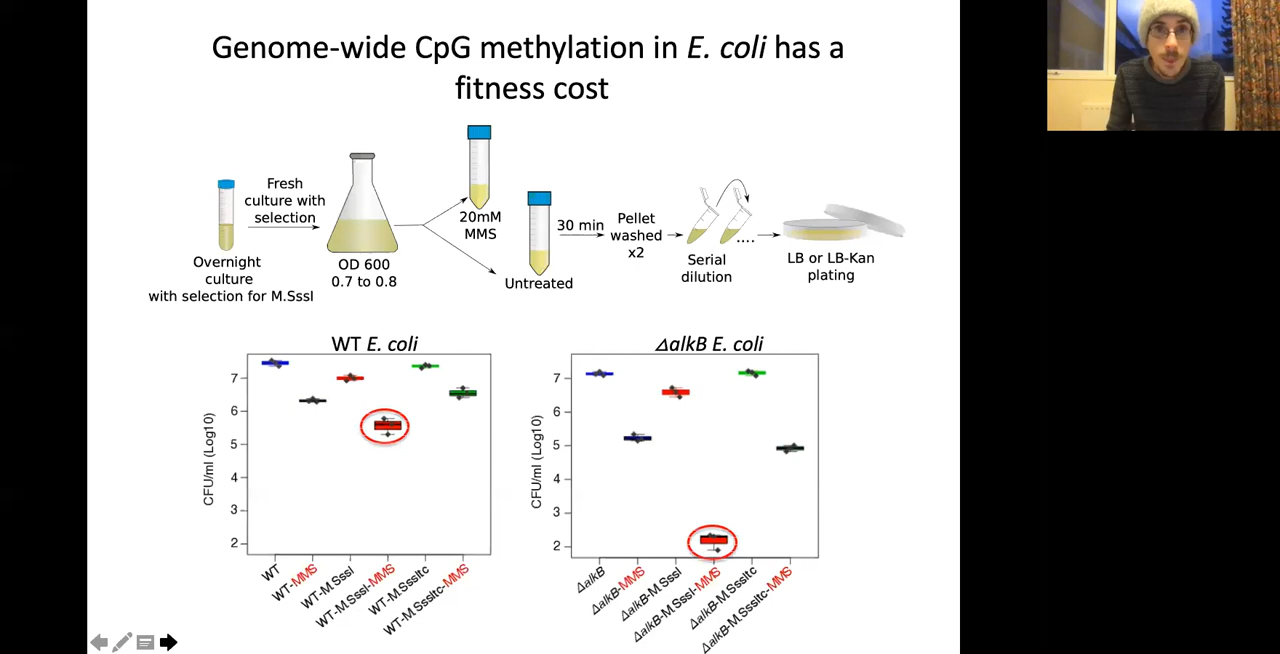 Genome-wide CpG methylation in E. coli has a
fitness cost
Fresh
culture with
selection
Overnight
culture
with selection for M.SssI
OD 600
0.7 to 0.8
20mM
MMS
Untreated
30 min
Pellet
washed
x2
Serial
dilution
....
LB or LB-Kan
plating
WT E. coli
CFU/ml (Log10)
7
6
5
4
3
2
WT
WT-MMS
WT-M.SssI
WT-M.SssI-MMS
WT-M.SssItc
WT-M.SssItc-MMS
ΔalkB E. coli
CFU/ml (Log10)
7
6
5
4
3
2
ΔalkB
ΔalkB-MMS
ΔalkB-M.SssI
ΔalkB-M.SssI-MMS
ΔalkB-M.SssItc
ΔalkB-M.SssItc-MMS